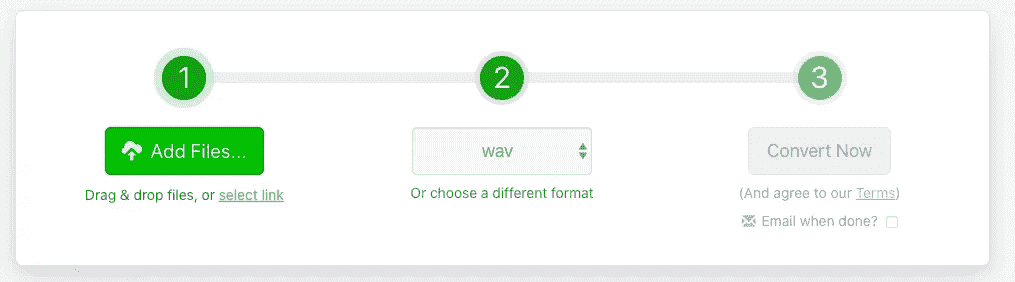 1
2
3
Add Files...
wav
Convert Now
Drag & drop files, or select link
Or choose a different format
(And agree to our Terms)
Email when done?